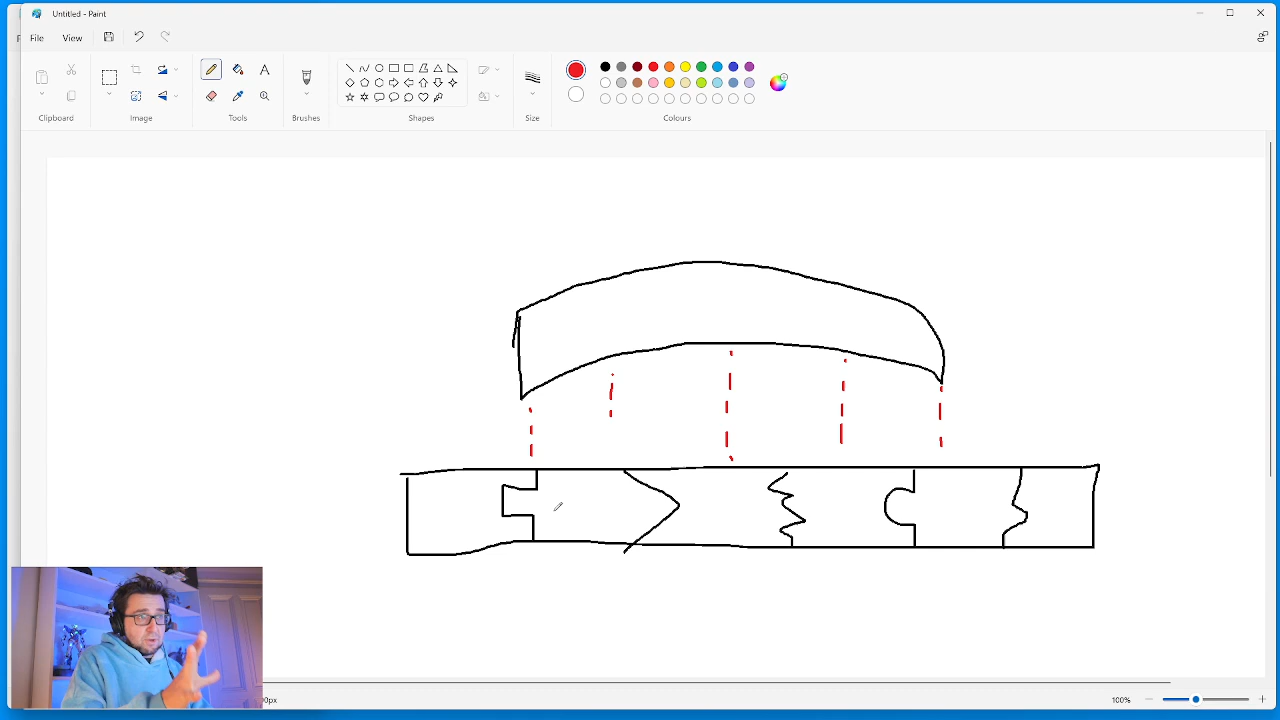 Untitled - Paint
File View
Clipboard Image Tools Brushes Shapes Size Colours
100%